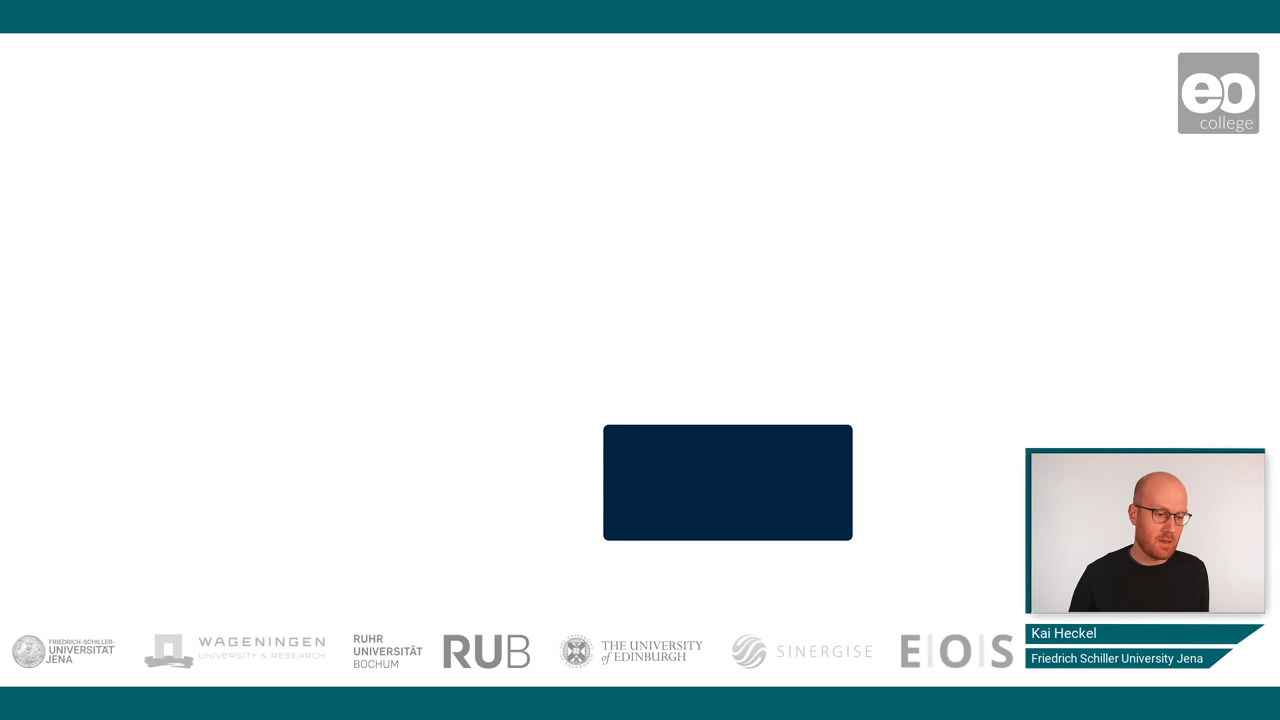 eo
college
Kai Heckel
Friedrich Schiller University Jena
FRIEDRICH-SCHILLER-
UNIVERSITÄT
JENA
WAGENINGEN
UNIVERSITY & RESEARCH
RUHR
UNIVERSITÄT
BOCHUM
RUB
THE UNIVERSITY
of EDINBURGH
SINERGISE
E|O|S